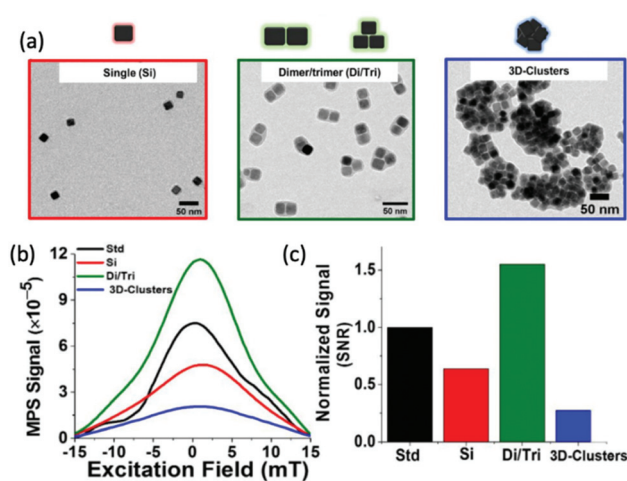 (a)
Single (Si)
Dimer/trimer (Di/Tri)
3D-Clusters
50 nm
50 nm
50 nm
(b)
MPS Signal (×10⁻⁵)
12
9
6
3
0
Std
Si
Di/Tri
3D-Clusters
-15 -10 -5 0 5 10 15
Excitation Field (mT)
(c)
Normalized Signal
(SNR)
1.5
1.0
0.5
0.0
Std Si Di/Tri 3D-Clusters